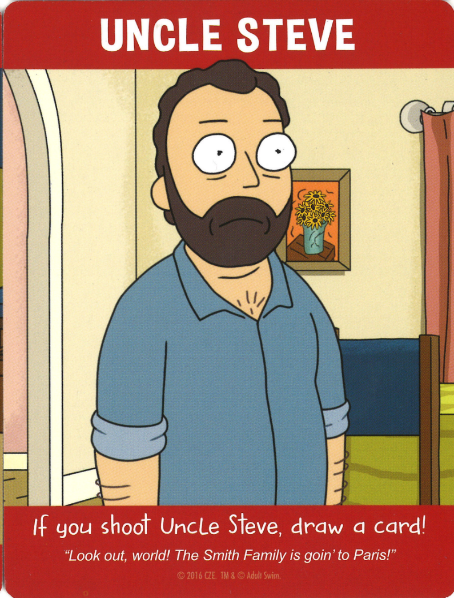 UNCLE STEVE
If you shoot Uncle Steve, draw a card!
“Look out, world! The Smith Family is goin’ to Paris!”
© 2016 CZE. TM & © Adult Swim.